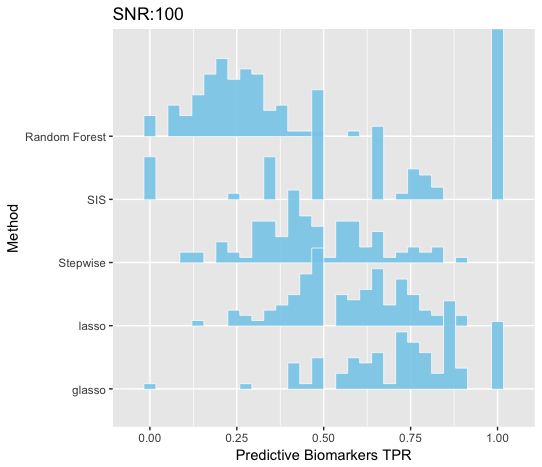 SNR:100
Method
Random Forest
SIS
Stepwise
lasso
glasso
0.00 0.25 0.50 0.75 1.00
Predictive Biomarkers TPR